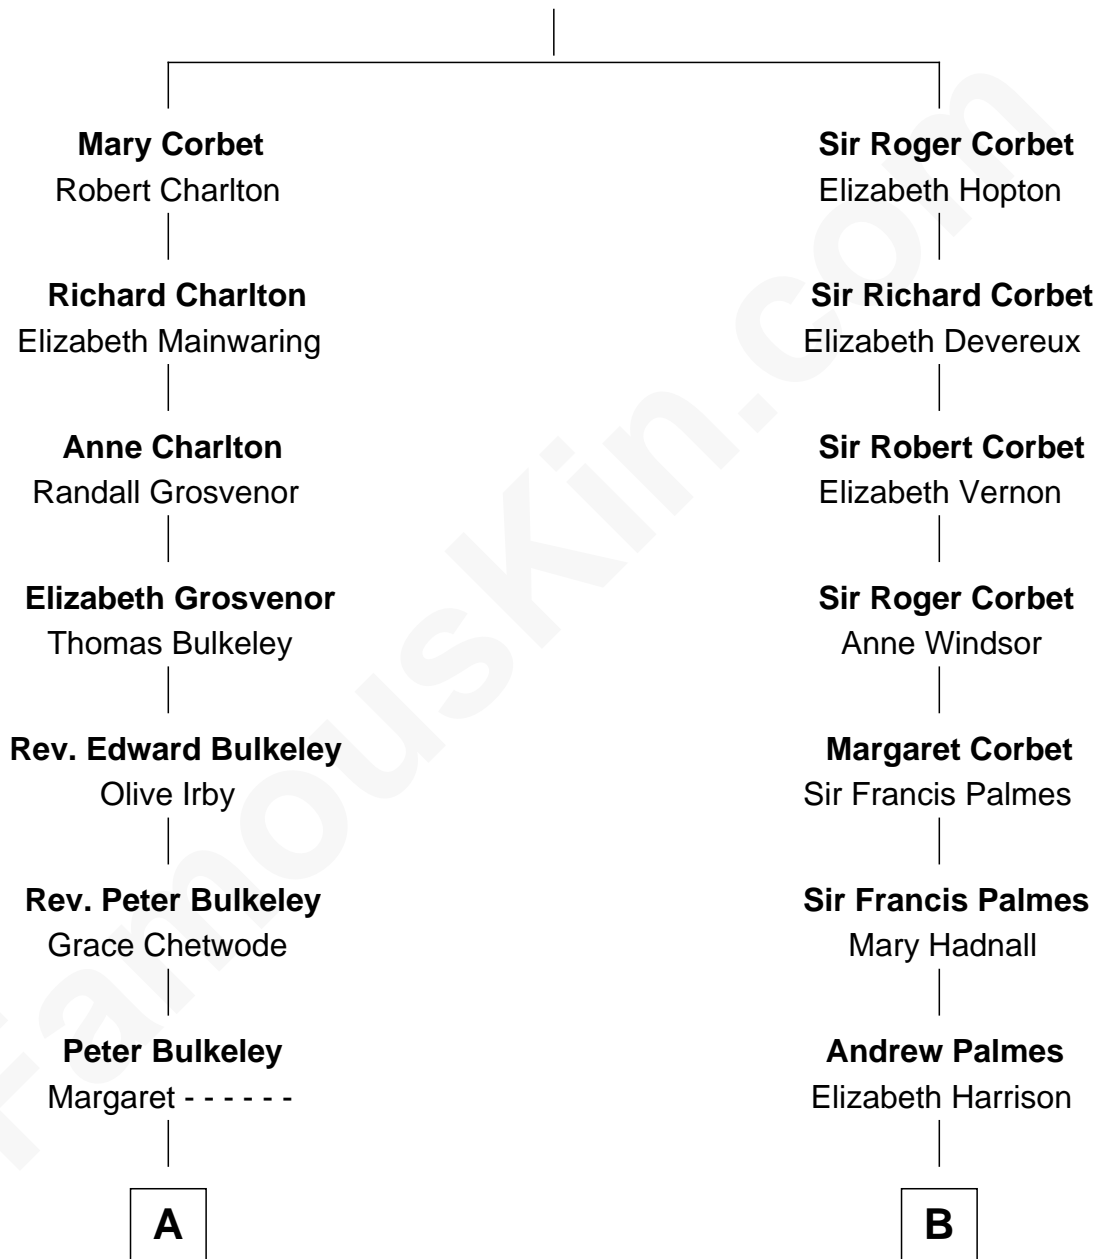 Mary Corbet
Robert Charlton
Richard Charlton
Elizabeth Mainwaring
Anne Charlton
Randall Grosvenor
Elizabeth Grosvenor
Thomas Bulkeley
Rev. Edward Bulkeley
Olive Irby
Rev. Peter Bulkeley
Grace Chetwode
Peter Bulkeley
Margaret - - - - - -
A
Sir Roger Corbet
Elizabeth Hopton
Sir Richard Corbet
Elizabeth Devereux
Sir Robert Corbet
Elizabeth Vernon
Sir Roger Corbet
Anne Windsor
Margaret Corbet
Sir Francis Palmes
Sir Francis Palmes
Mary Hadnall
Andrew Palmes
Elizabeth Harrison
B
FamousKin.com